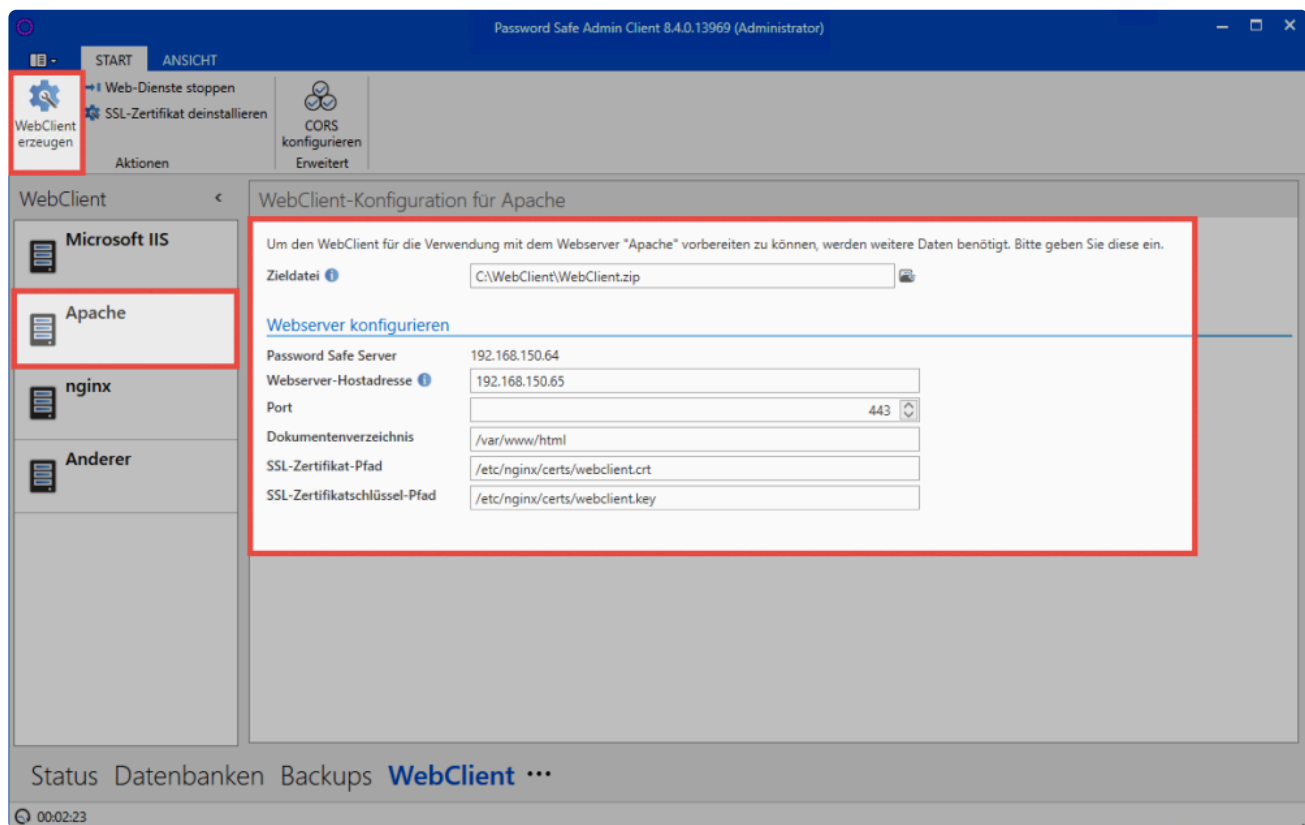 Password Safe Admin Client 8.4.0.13969 (Administrator)
START ANSICHT
WebClient erzeugen
Web-Dienste stoppen
SSL-Zertifikat deinstallieren
Aktionen
CORS konfigurieren
Erweitert
WebClient
Microsoft IIS
Apache
nginx
Anderer
WebClient-Konfiguration für Apache
Um den WebClient für die Verwendung mit dem Webserver "Apache" vorbereiten zu können, werden weitere Daten benötigt. Bitte geben Sie diese ein.
Zieldatei C:\WebClient\WebClient.zip
Webserver konfigurieren
Password Safe Server 192.168.150.64
Webserver-Hostadresse 192.168.150.65
Port 443
Dokumentenverzeichnis /var/www/html
SSL-Zertifikat-Pfad /etc/nginx/certs/webclient.crt
SSL-Zertifikatschlüssel-Pfad /etc/nginx/certs/webclient.key
Status Datenbanken Backups WebClient ···
00:02:23